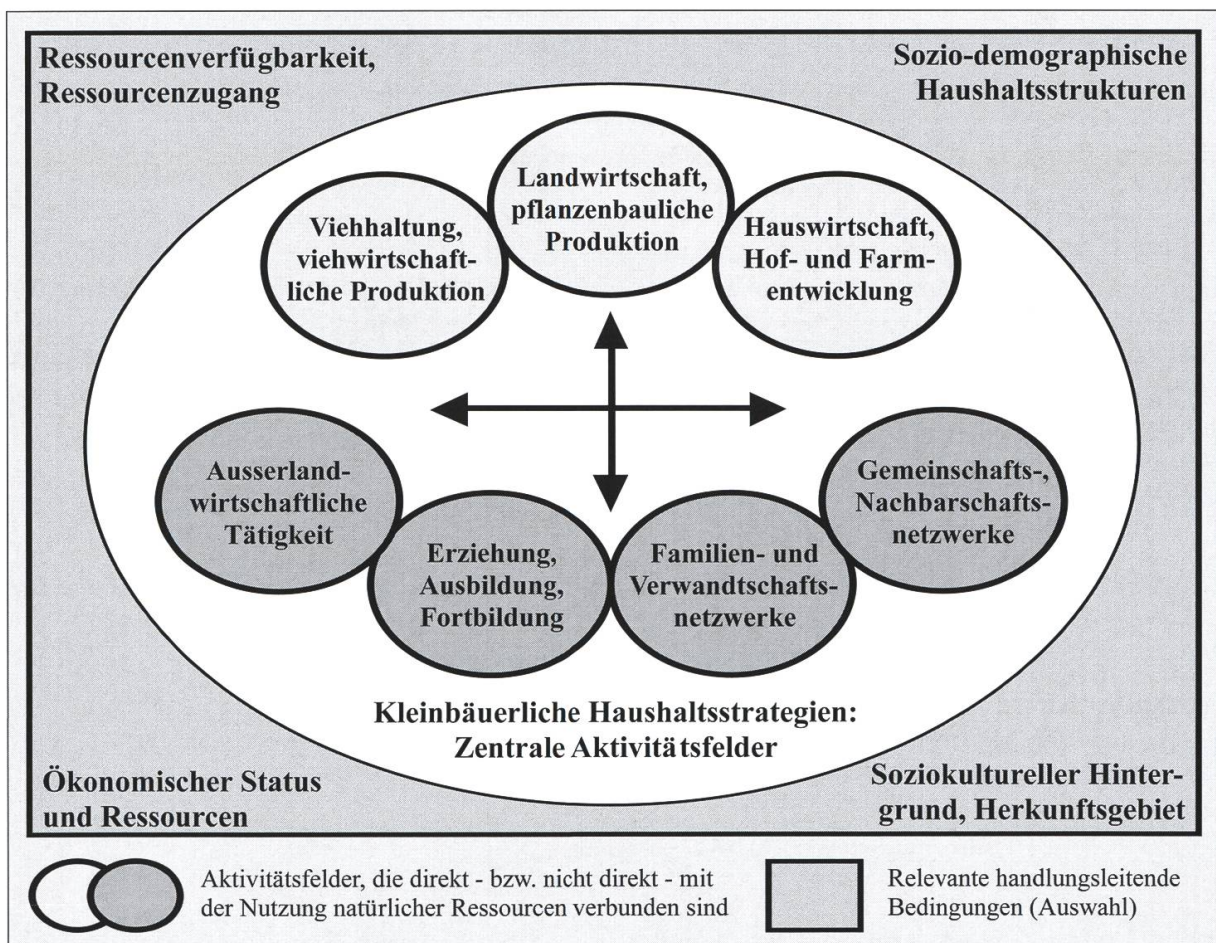 Ressourcenverfügbarkeit,
Ressourcenzugang
Sozio-demographische
Haushaltsstrukturen
Landwirtschaft,
pflanzenbauliche
Produktion
Viehhaltung,
viehwirtschaft-
liche Produktion
Hauswirtschaft,
Hof- und Farm-
entwicklung
Ausserland-
wirtschaftliche
Tätigkeit
Erziehung,
Ausbildung,
Fortbildung
Familien- und
Verwandtschafts-
netzwerke
Gemeinschafts-,
Nachbarschafts-
netzwerke
Kleinbäuerliche Haushaltsstrategien:
Zentrale Aktivitätsfelder
Ökonomischer Status
und Ressourcen
Soziokultureller Hinter-
grund, Herkunftsgebiet
Aktivitätsfelder, die direkt - bzw. nicht direkt - mit
der Nutzung natürlicher Ressourcen verbunden sind
Relevante handlungsleitende
Bedingungen (Auswahl)